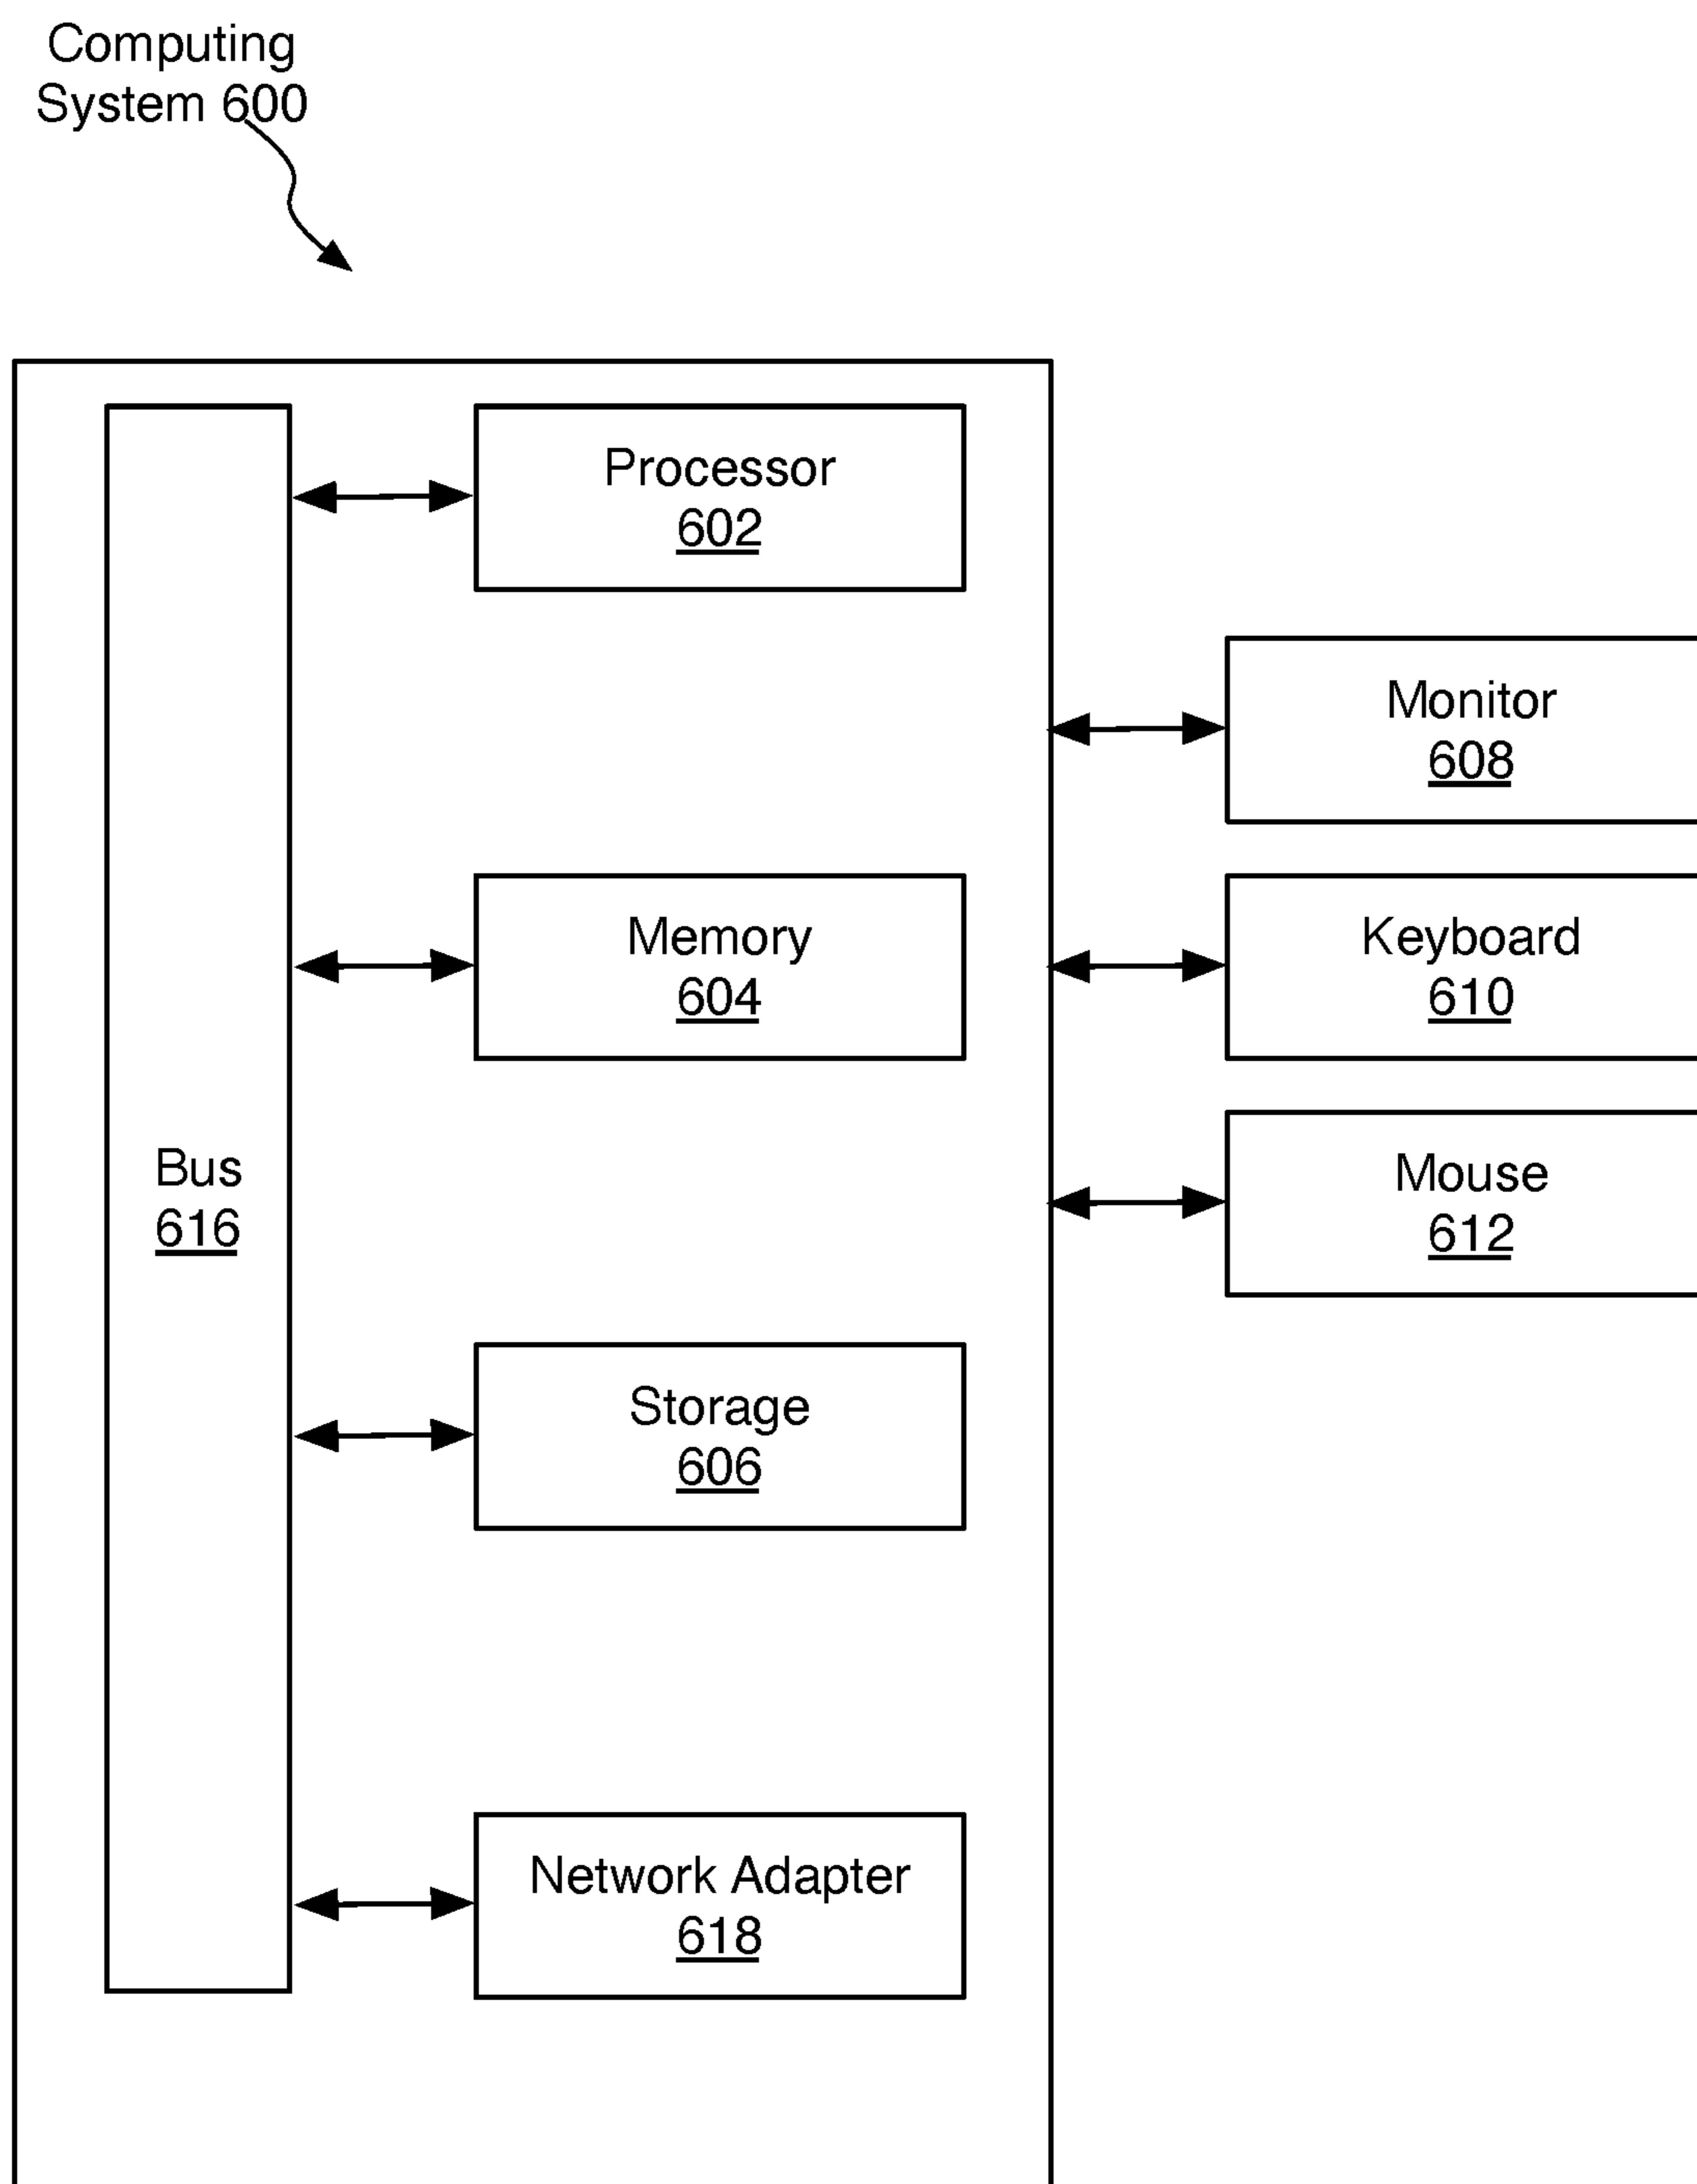 Computing
System 600
Processor
602
Monitor
608
Memory
604
Keyboard
610
Bus
616
Mouse
612
Storage
606
Network Adapter
618